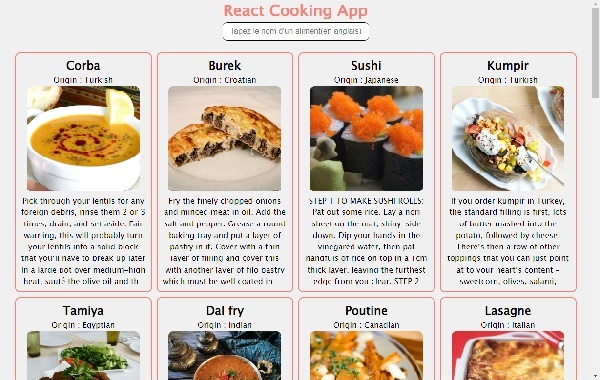 React Cooking App
Tapez le nom d'un aliment(en anglais)
Corba
Origin : Turkish
Pick through your lentils for any
foreign debris, rinse them 2 or 3
times, drain, and set aside. Fair
warning, this will probably turn
your lentils into a solid block
that you'll have to break up later
In a large pot over medium-high
heat, sauté the olive oil and th
Burek
Origin : Croatian
Fry the finely chopped onions
and minced meat in oil. Add the
salt and pepper. Grease a round
baking tray and put a layer of
pastry in it. Cover with a thin
layer of filling and cover this
with another layer of filo pastry
which must be well coated in
Sushi
Origin : Japanese
STEP 1 TO MAKE SUSHI ROLLS:
Pat out some rice. Lay a nori
sheet on the mat, shiny-side
down. Dip your hands in the
vinegared water, then pat
handfuls of rice on top in a 1cm
thick layer, leaving the furthest
edge from you clear. STEP 2
Kumpir
Origin : Turkish
If you order kumpir in Turkey,
the standard filling is first, lots
of butter mashed into the
potato, followed by cheese.
There's then a row of other
toppings that you can just point
at to your heart's content –
sweetcorn, olives, salami,
Tamiya
Origin : Egyptian
Dal fry
Origin : Indian
Poutine
Origin : Canadian
Lasagne
Origin : Italian